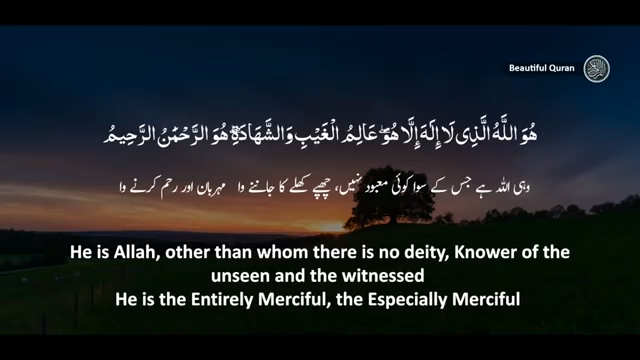 Beautiful Quran
هُوَ اللَّهُ الَّذِي لَا إِلَٰهَ إِلَّا هُوَ ۖ عَالِمُ الْغَيْبِ وَالشَّهَادَةِ ۖ هُوَ الرَّحْمَٰنُ الرَّحِيمُ
وہی اللہ ہے جس کے سوا کوئی معبود نہیں، چھپے کھلے کا جاننے وا مہربان اور رحم کرنے وا
He is Allah, other than whom there is no deity, Knower of the
unseen and the witnessed
He is the Entirely Merciful, the Especially Merciful